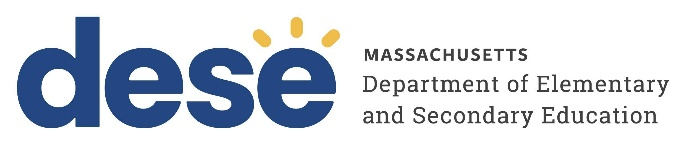 dese
MASSACHUSETTS
Department of Elementary
and Secondary Education